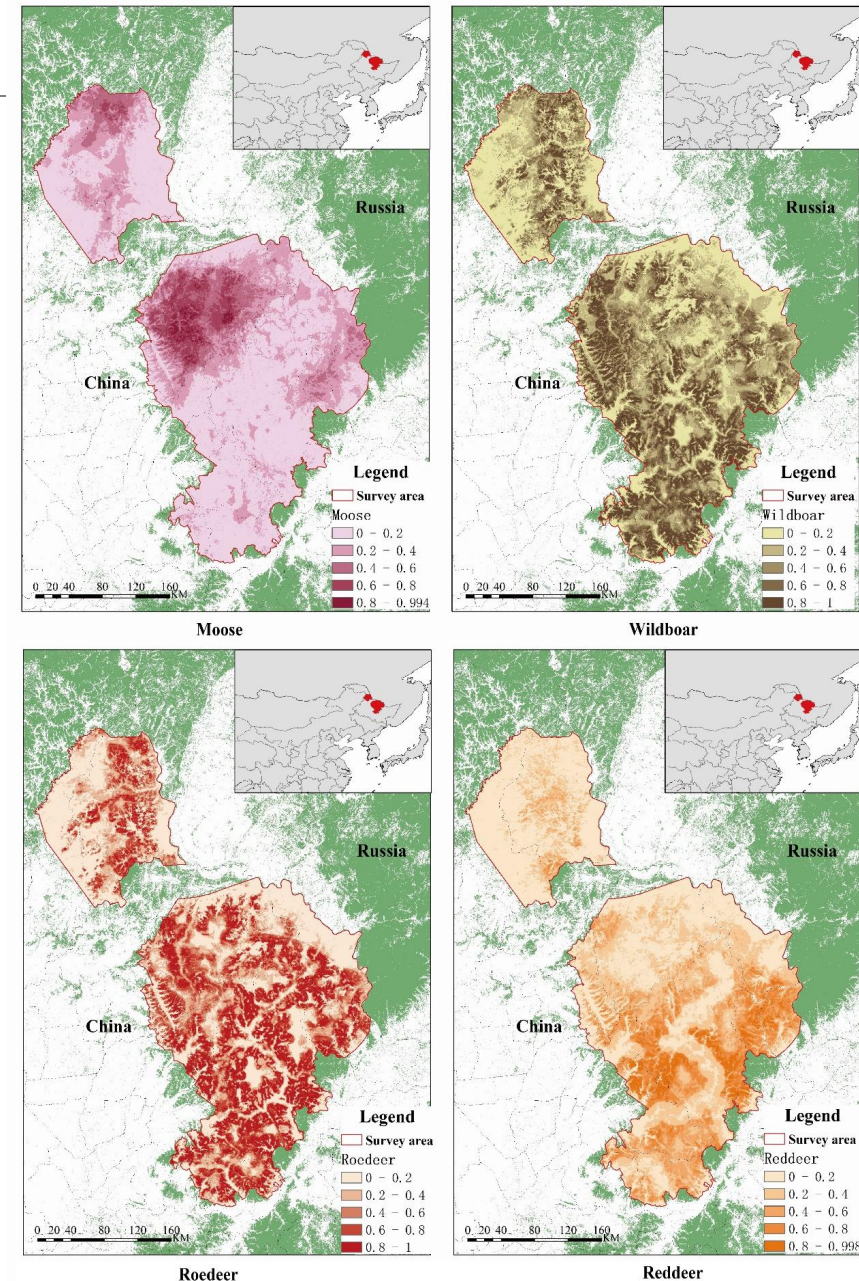 Russia
China
Legend
Survey area
Moose
0 - 0.2
0.2 - 0.4
0.4 - 0.6
0.6 - 0.8
0.8 - 0.994
0 20 40 80 120 160
KM
Moose
Russia
China
Legend
Survey area
Wildboar
0 - 0.2
0.2 - 0.4
0.4 - 0.6
0.6 - 0.8
0.8 - 1
0 20 40 80 120 160
KM
Wildboar
Russia
China
Legend
Survey area
Roedeer
0 - 0.2
0.2 - 0.4
0.4 - 0.6
0.6 - 0.8
0.8 - 1
0 20 40 80 120 160
KM
Roedeer
Russia
China
Legend
Survey area
Reddeer
0 - 0.2
0.2 - 0.4
0.4 - 0.6
0.6 - 0.8
0.8 - 0.998
0 20 40 80 120 160
KM
Reddeer